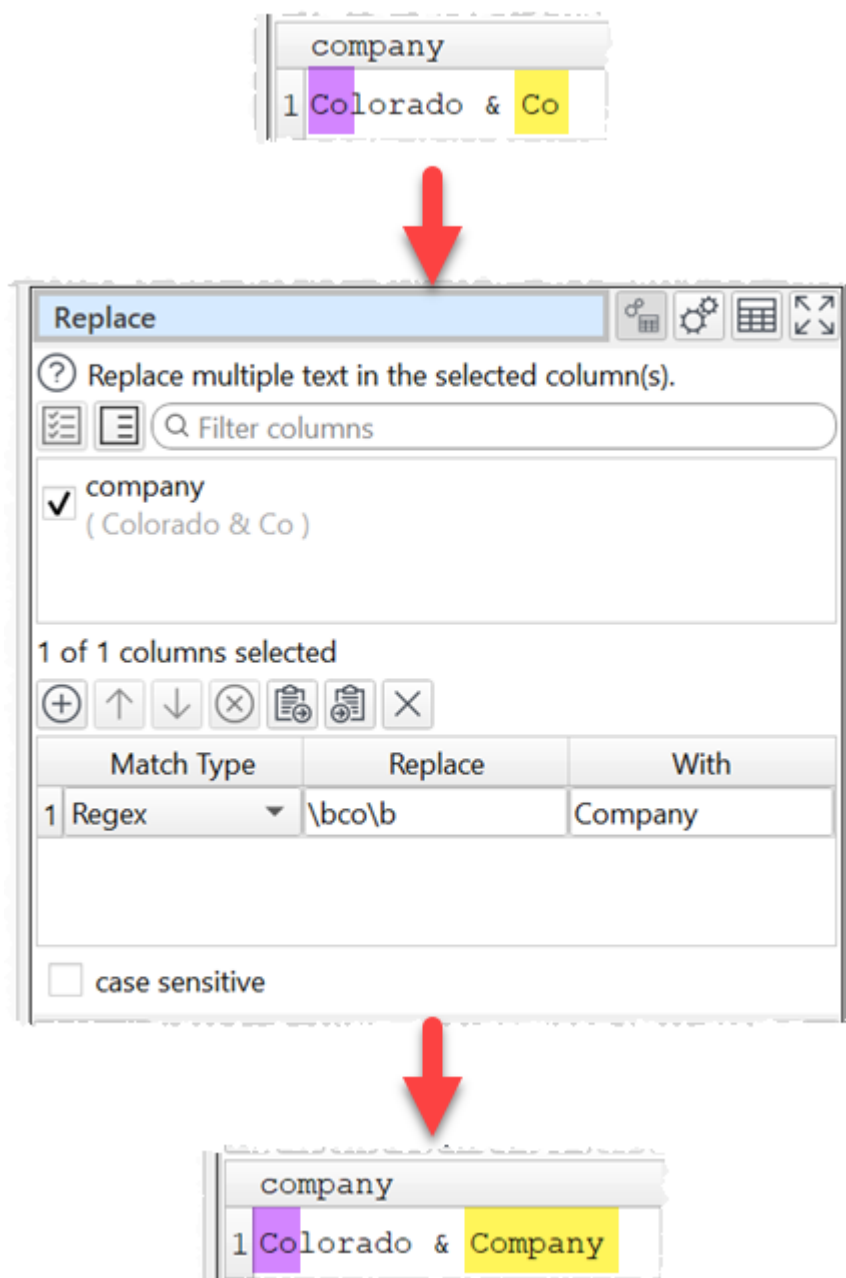 company
1 Colorado & Co
Replace
? Replace multiple text in the selected column(s).
Filter columns
company
( Colorado & Co )
1 of 1 columns selected
Match Type Replace With
1 Regex \bco\b Company
case sensitive
company
1 Colorado & Company